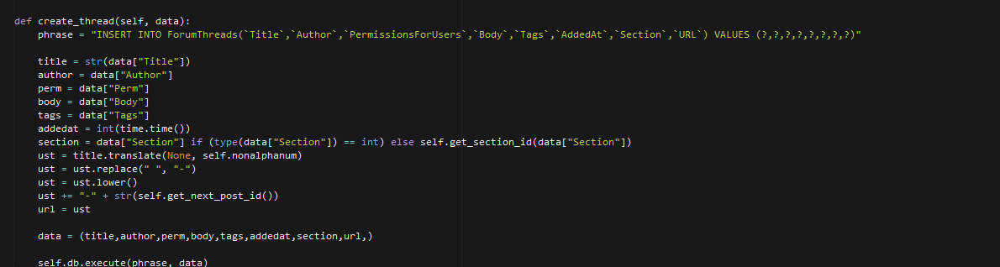 def create_thread(self, data):
phrase = "INSERT INTO ForumThreads(`Title`,`Author`,`PermissionsForUsers`,`Body`,`Tags`,`AddedAt`,`Section`,`URL`) VALUES (?,?,?,?,?,?,?,?)"
title = str(data["Title"])
author = data["Author"]
perm = data["Perm"]
body = data["Body"]
tags = data["Tags"]
addedat = int(time.time())
section = data["Section"] if (type(data["Section"]) == int) else self.get_section_id(data["Section"])
ust = title.translate(None, self.nonalphanum)
ust = ust.replace(" ", "-")
ust = ust.lower()
ust += "-" + str(self.get_next_post_id())
url = ust
data = (title,author,perm,body,tags,addedat,section,url,)
self.db.execute(phrase, data)